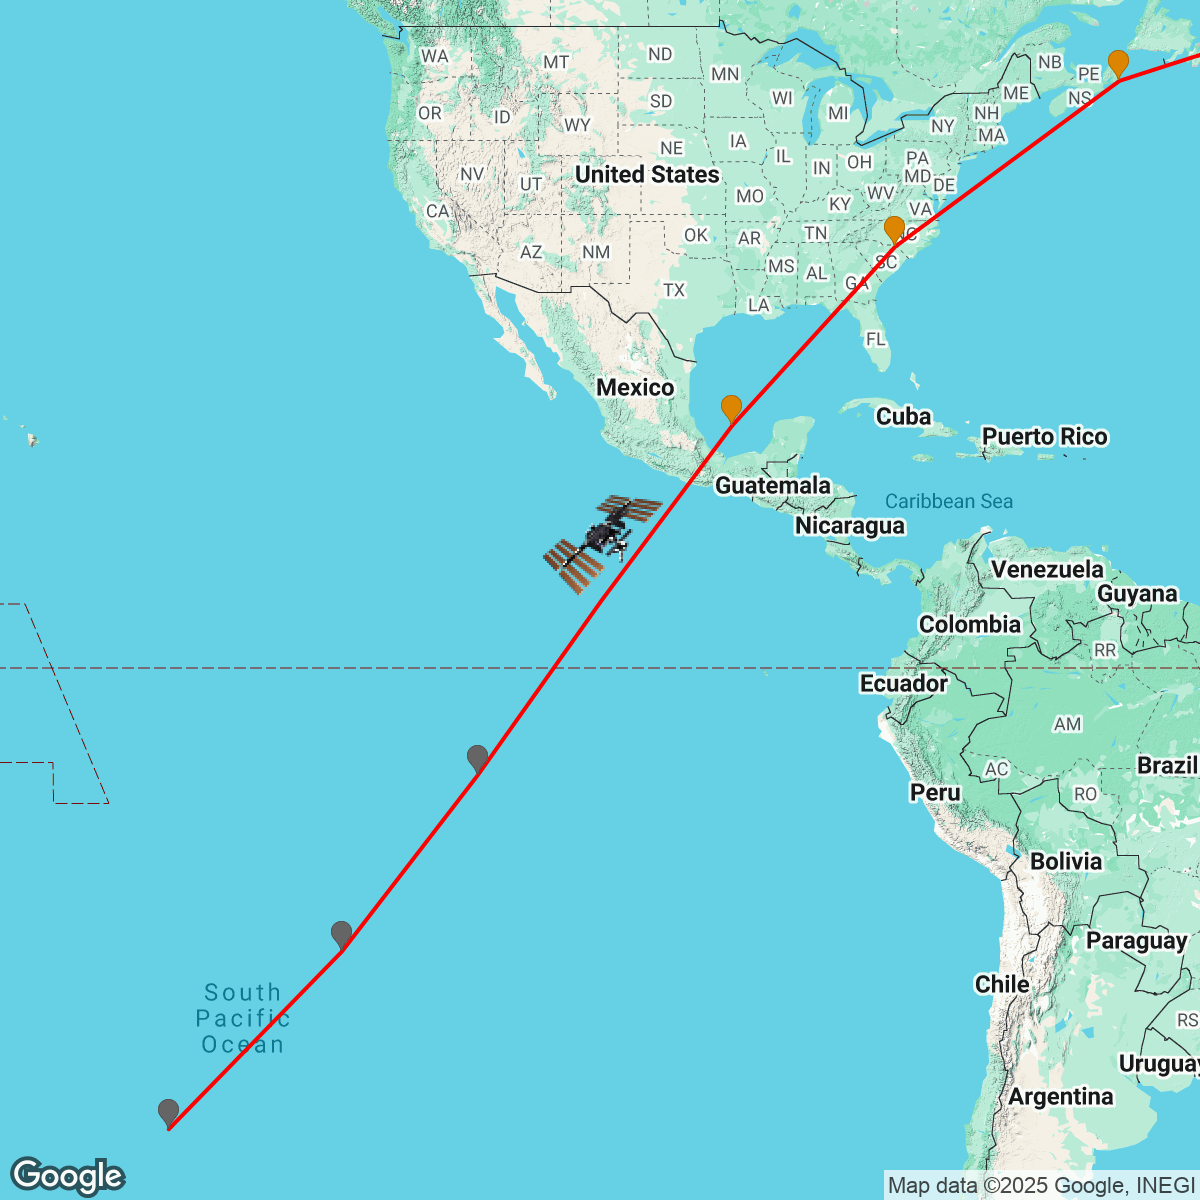 WA
MT
ND
MN
NB
PE
OR
ID
SD
WI
MI
ME
NS
WY
NH
NY
MA
NE
IA
IL
IN
OH
PA
NV
UT
United States
MD
DE
MO
KY
WV
VA
CA
AZ
NM
OK
AR
TN
NC
MS
AL
SC
TX
LA
GA
FL
Mexico
Cuba
Puerto Rico
Guatemala
Caribbean Sea
Nicaragua
Venezuela
Guyana
Colombia
RR
Ecuador
AM
AC
Brazil
Peru
RO
Bolivia
Paraguay
South
Pacific
Ocean
Chile
RS
Uruguay
Argentina
Google
Map data ©2025 Google, INEGI